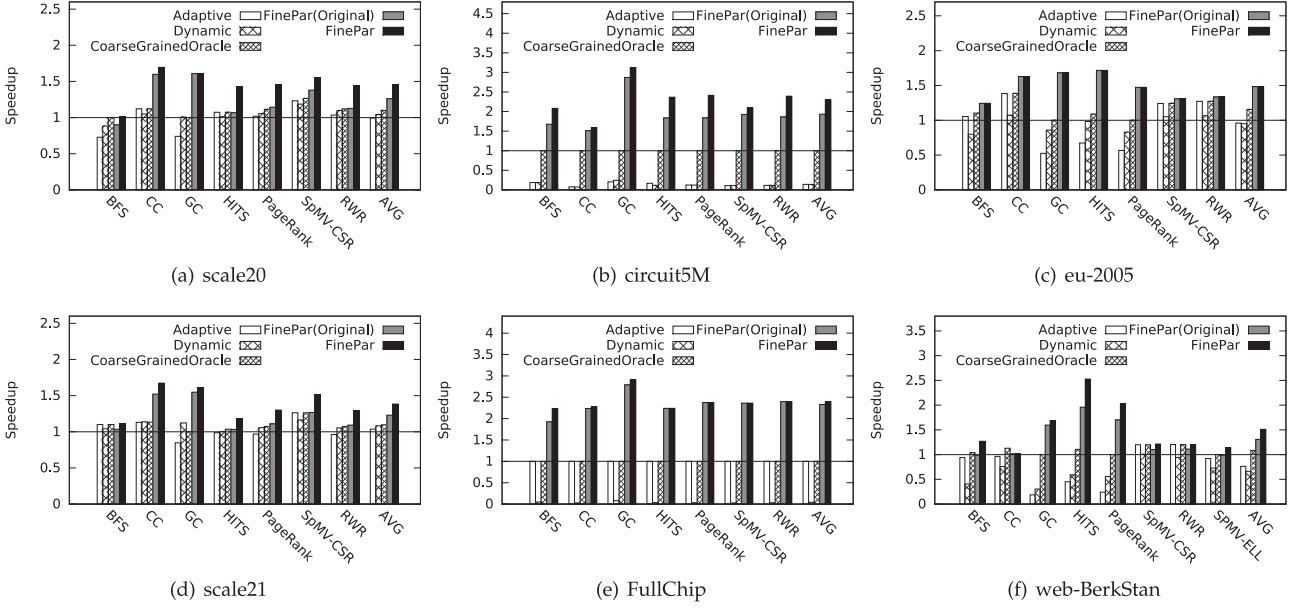 Adaptive FinePar(Original)
Dynamic FinePar
CoarseGrainedOracle
2.5
2
1.5
1
0.5
0
Speedup
BFS CC GC HITS PageRank SpMV-CSR RWR AVG
(a) scale20
Adaptive FinePar(Original)
Dynamic FinePar
CoarseGrainedOracle
4.5
4
3.5
3
2.5
2
1.5
1
0.5
0
Speedup
BFS CC GC HITS PageRank SpMV-CSR RWR AVG
(b) circuit5M
Adaptive FinePar(Original)
Dynamic FinePar
CoarseGrainedOracle
2.5
2
1.5
1
0.5
0
Speedup
BFS CC GC HITS PageRank SpMV-CSR RWR AVG
(c) eu-2005
Adaptive FinePar(Original)
Dynamic FinePar
CoarseGrainedOracle
2.5
2
1.5
1
0.5
0
Speedup
BFS CC GC HITS PageRank SpMV-CSR RWR AVG
(d) scale21
Adaptive FinePar(Original)
Dynamic FinePar
CoarseGrainedOracle
4
3.5
3
2.5
2
1.5
1
0.5
0
Speedup
BFS CC GC HITS PageRank SpMV-CSR RWR AVG
(e) FullChip
Adaptive FinePar(Original)
Dynamic FinePar
CoarseGrainedOracle
3.5
3
2.5
2
1.5
1
0.5
0
Speedup
BFS CC GC HITS PageRank SpMV-CSR RWR SPMV-ELL AVG
(f) web-BerkStan